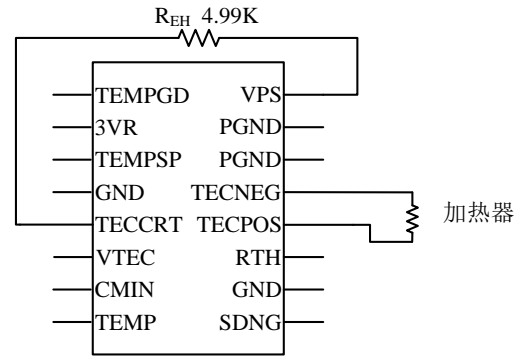 REH 4.99K
TEMPGD VPS
3VR PGND
TEMPSP PGND
GND TECNEG
TECCRT TECPOS
加热器
VTEC RTH
CMIN GND
TEMP SDNG